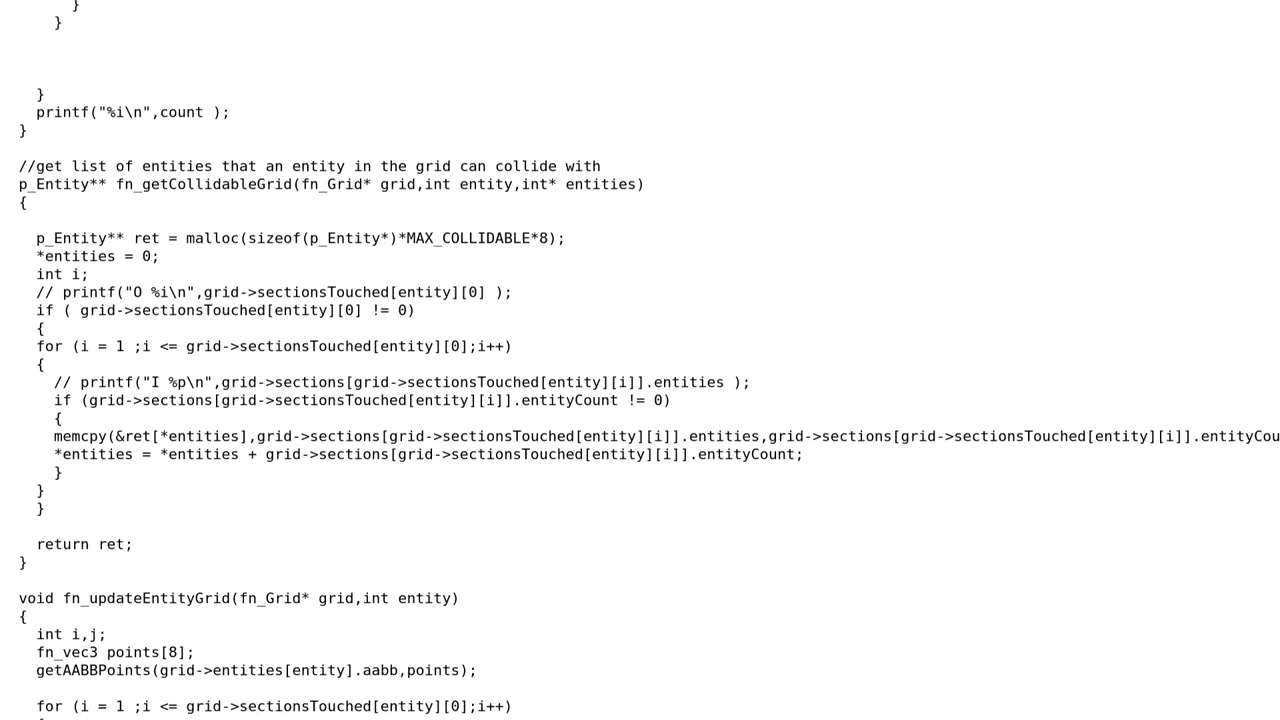 }
}
}
printf("%i\n",count );
}
//get list of entities that an entity in the grid can collide with
p_Entity** fn_getCollidableGrid(fn_Grid* grid,int entity,int* entities)
{
p_Entity** ret = malloc(sizeof(p_Entity*)*MAX_COLLIDABLE*8);
*entities = 0;
int i;
// printf("O %i\n",grid->sectionsTouched[entity][0] );
if ( grid->sectionsTouched[entity][0] != 0)
{
for (i = 1 ;i <= grid->sectionsTouched[entity][0];i++)
{
// printf("I %p\n",grid->sections[grid->sectionsTouched[entity][i]].entities );
if (grid->sections[grid->sectionsTouched[entity][i]].entityCount != 0)
{
memcpy(&ret[*entities],grid->sections[grid->sectionsTouched[entity][i]].entities,grid->sections[grid->sectionsTouched[entity][i]].entityCou
*entities = *entities + grid->sections[grid->sectionsTouched[entity][i]].entityCount;
}
}
}
return ret;
}
void fn_updateEntityGrid(fn_Grid* grid,int entity)
{
int i,j;
fn_vec3 points[8];
getAABBPoints(grid->entities[entity].aabb,points);
for (i = 1 ;i <= grid->sectionsTouched[entity][0];i++)
{